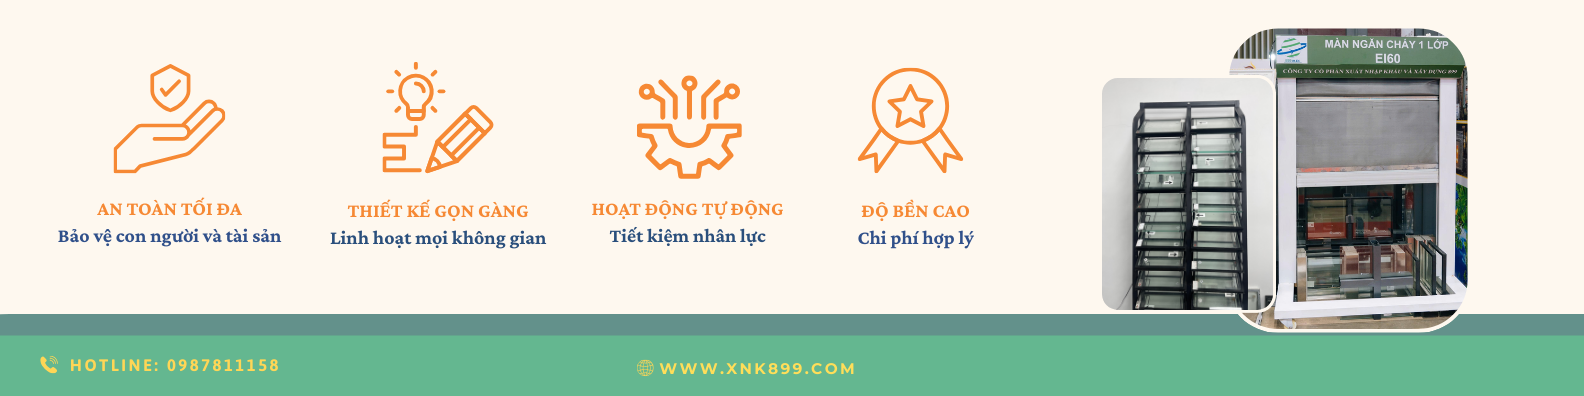 AN TOÀN TỐI ĐA
Bảo vệ con người và tài sản
THIẾT KẾ GỌN GÀNG
Linh hoạt mọi không gian
HOẠT ĐỘNG TỰ ĐỘNG
Tiết kiệm nhân lực
ĐỘ BỀN CAO
Chi phí hợp lý
MÀN NGĂN CHÁY 1 LỚP
EI60
CÔNG TY CỔ PHẦN XUẤT NHẬP KHẨU VÀ XÂY DỰNG 899
HOTLINE: 0987811158
WWW.XNK899.COM